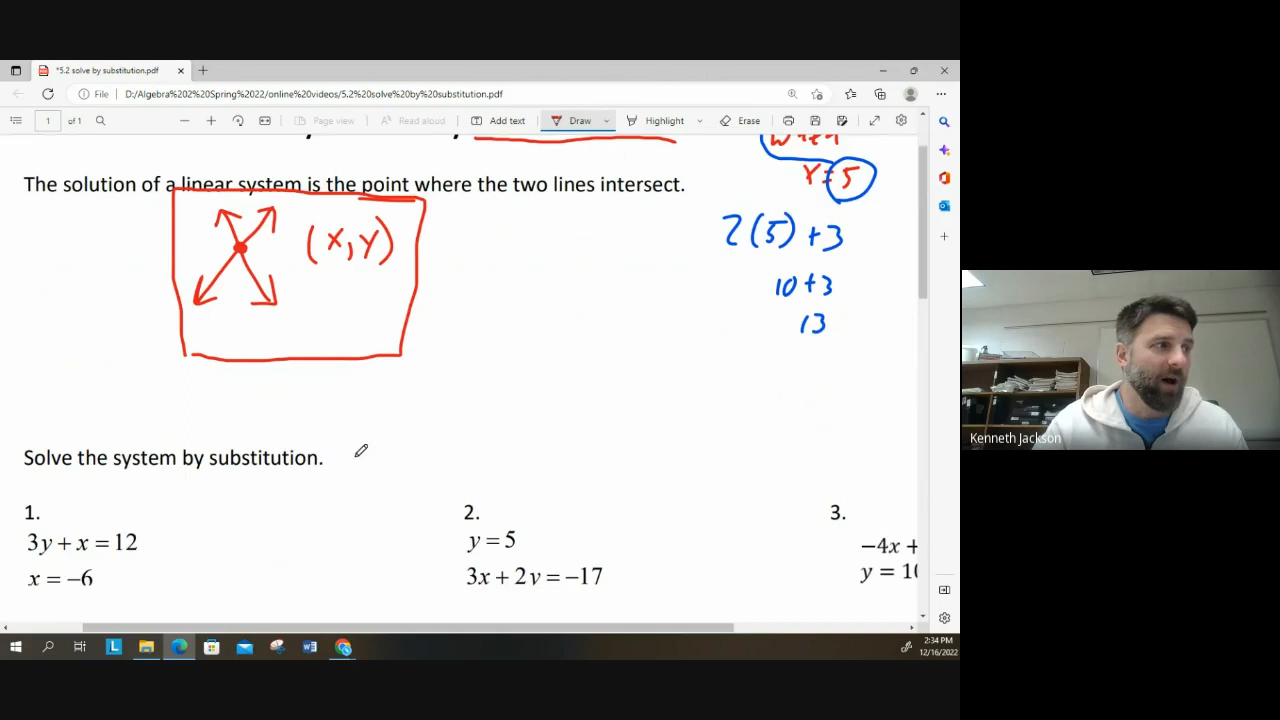 *5.2 solve by substitution.pdf
File
D:/Algebra%202%20Spring%2022/online%20videos/5.2%20solve%20by%20substitution.pdf
1 of 1
Page view
Read aloud
Add text
Draw
Highlight
Erase
x = 5
The solution of a linear system is the point where the two lines intersect.
(x, y)
2(5) + 3
10 + 3
13
Solve the system by substitution.
1.
3y + x = 12
x = −6
2.
y = 5
3x + 2y = −17
3.
−4x +
y = 10
Kenneth Jackson
2:34 PM
12/16/2022